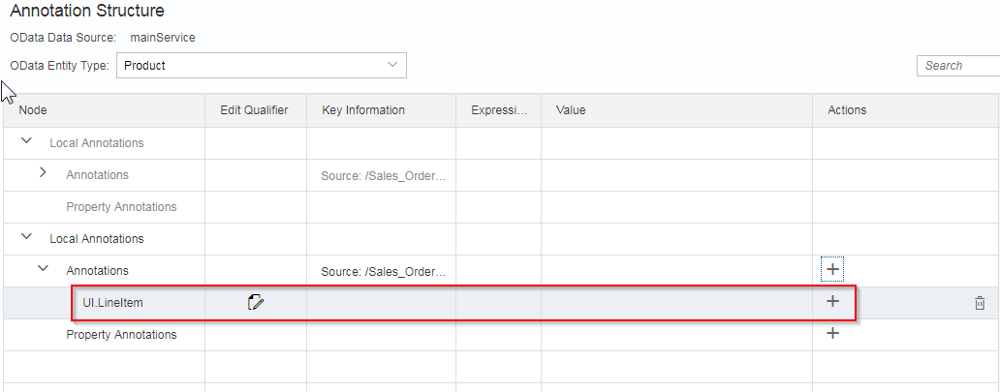 Annotation Structure
OData Data Source: mainService
OData Entity Type: Product
Search
Node Edit Qualifier Key Information Expressi... Value Actions
Local Annotations
Annotations Source: /Sales_Order...
Property Annotations
Local Annotations
Annotations Source: /Sales_Order...
UI.LineItem
Property Annotations